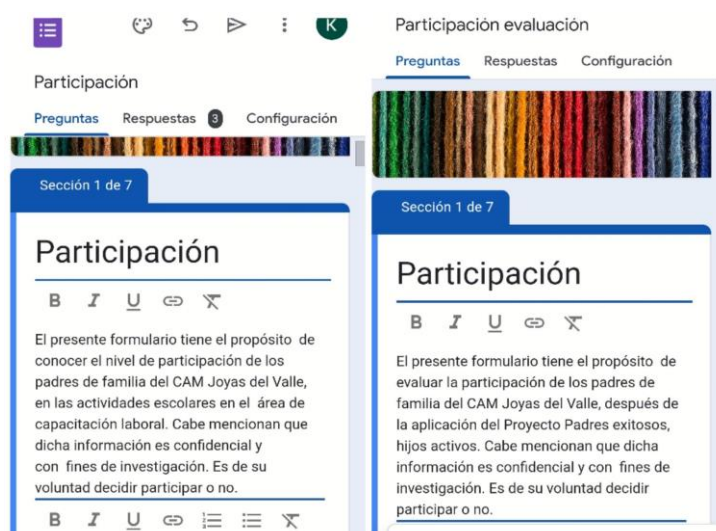 K
Participación
Preguntas Respuestas 3 Configuración
Sección 1 de 7
Participación
B I U
El presente formulario tiene el propósito de
conocer el nivel de participación de los
padres de familia del CAM Joyas del Valle,
en las actividades escolares en el área de
capacitación laboral. Cabe mencionan que
dicha información es confidencial y
con fines de investigación. Es de su
voluntad decidir participar o no.
B I U
Participación evaluación
Preguntas Respuestas Configuración
Sección 1 de 7
Participación
B I U
El presente formulario tiene el propósito de
evaluar la participación de los padres de
familia del CAM Joyas del Valle, después de
la aplicación del Proyecto Padres exitosos,
hijos activos. Cabe mencionan que dicha
información es confidencial y con fines de
investigación. Es de su voluntad decidir
participar o no.